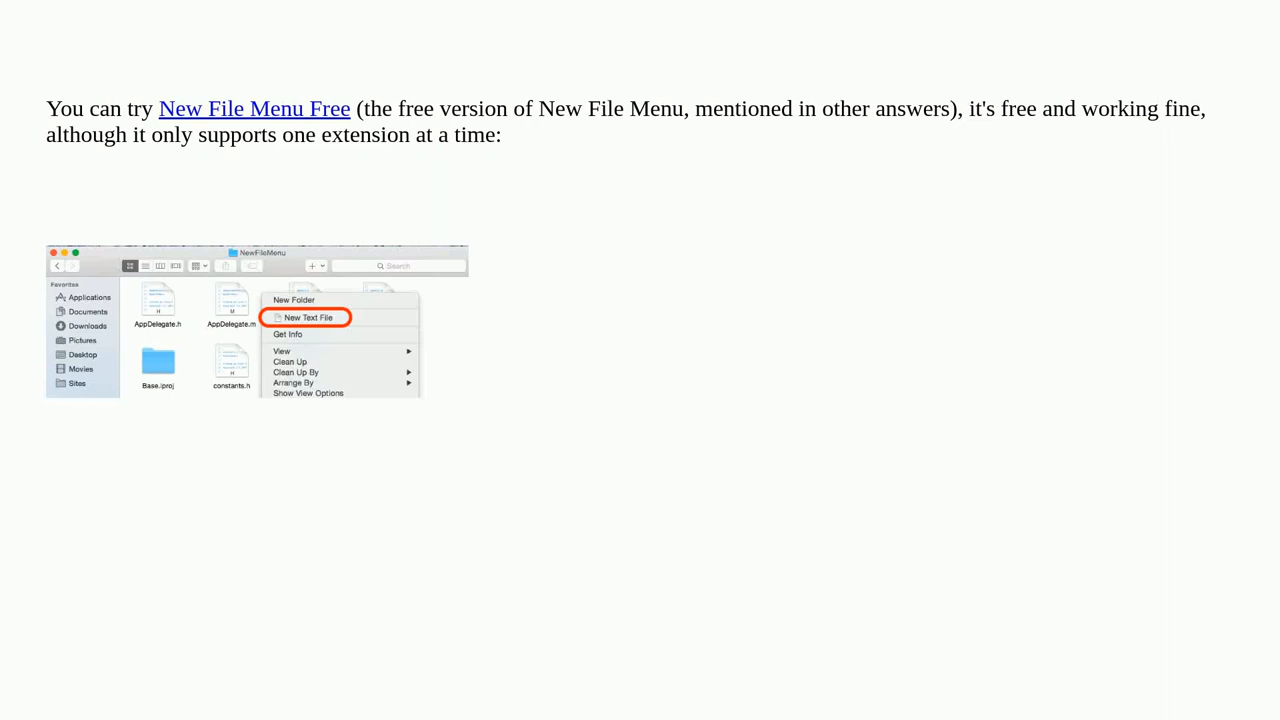 You can try New File Menu Free (the free version of New File Menu, mentioned in other answers), it's free and working fine,
although it only supports one extension at a time:
NewFileMenu
Search
Favorites
Applications
Documents
Downloads
Pictures
Desktop
Movies
Sites
AppDelegate.h
AppDelegate.m
Base.lproj
constants.h
New Folder
New Text File
Get Info
View
Clean Up
Clean Up By
Arrange By
Show View Options